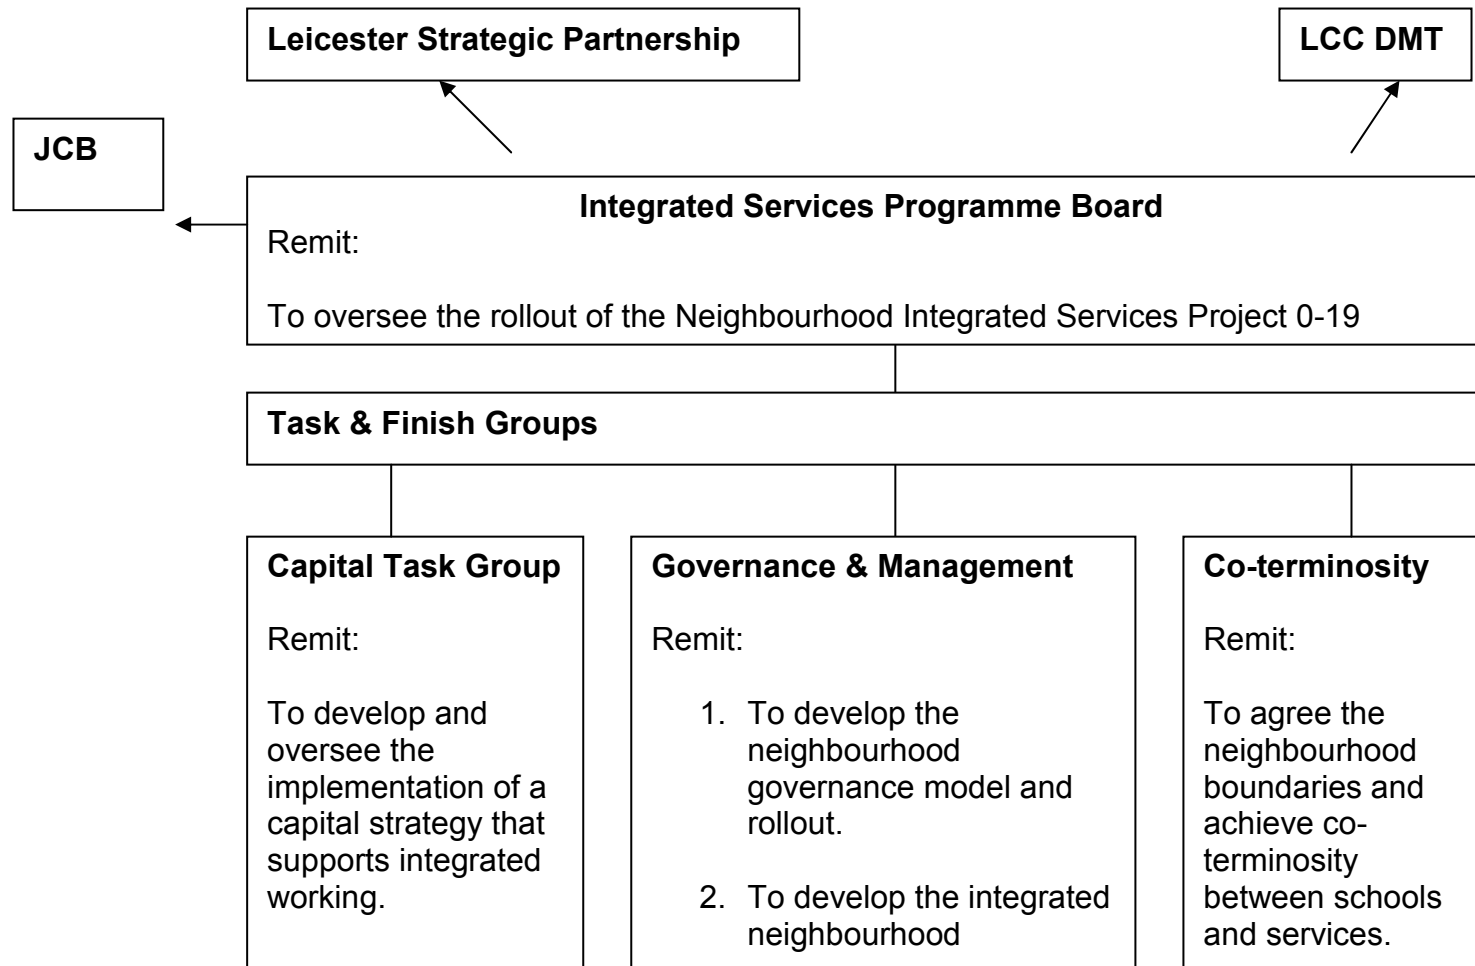 Leicester Strategic Partnership
LCC DMT
JCB
Integrated Services Programme Board
Remit:
To oversee the rollout of the Neighbourhood Integrated Services Project 0-19
Task & Finish Groups
Capital Task Group
Remit:
To develop and
oversee the
implementation of a
capital strategy that
supports integrated
working.
Governance & Management
Remit:
1. To develop the
neighbourhood
governance model and
rollout.
2. To develop the integrated
neighbourhood
Co-terminosity
Remit:
To agree the
neighbourhood
boundaries and
achieve co-
terminosity
between schools
and services.